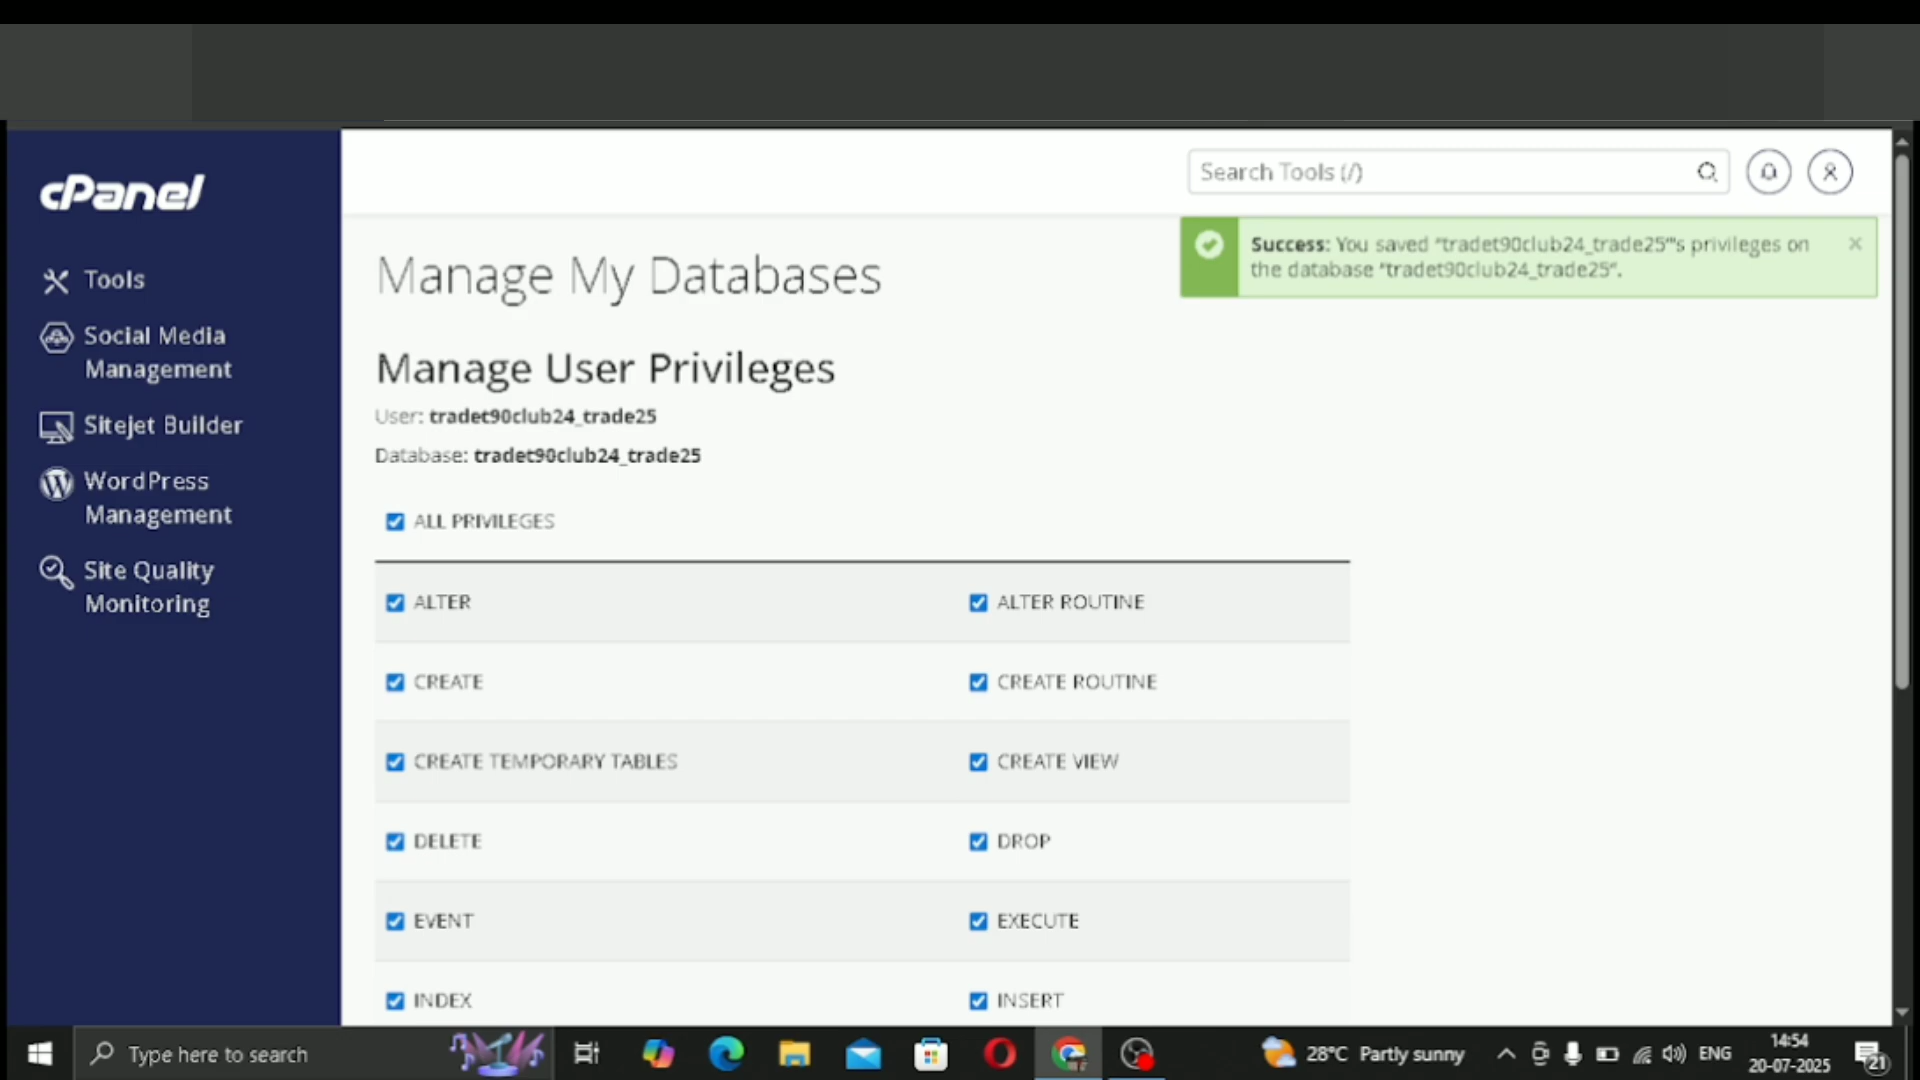 cPanel
Search Tools (/)
Tools
Social Media
Management
Sitejet Builder
WordPress
Management
Site Quality
Monitoring
Success: You saved "tradet90club24_trade25"'s privileges on
the database "tradet90club24_trade25".
Manage My Databases
Manage User Privileges
User: tradet90club24_trade25
Database: tradet90club24_trade25
ALL PRIVILEGES
ALTER
ALTER ROUTINE
CREATE
CREATE ROUTINE
CREATE TEMPORARY TABLES
CREATE VIEW
DELETE
DROP
EVENT
EXECUTE
INDEX
INSERT
Type here to search
28°C Partly sunny
ENG
14:54
20-07-2025
21